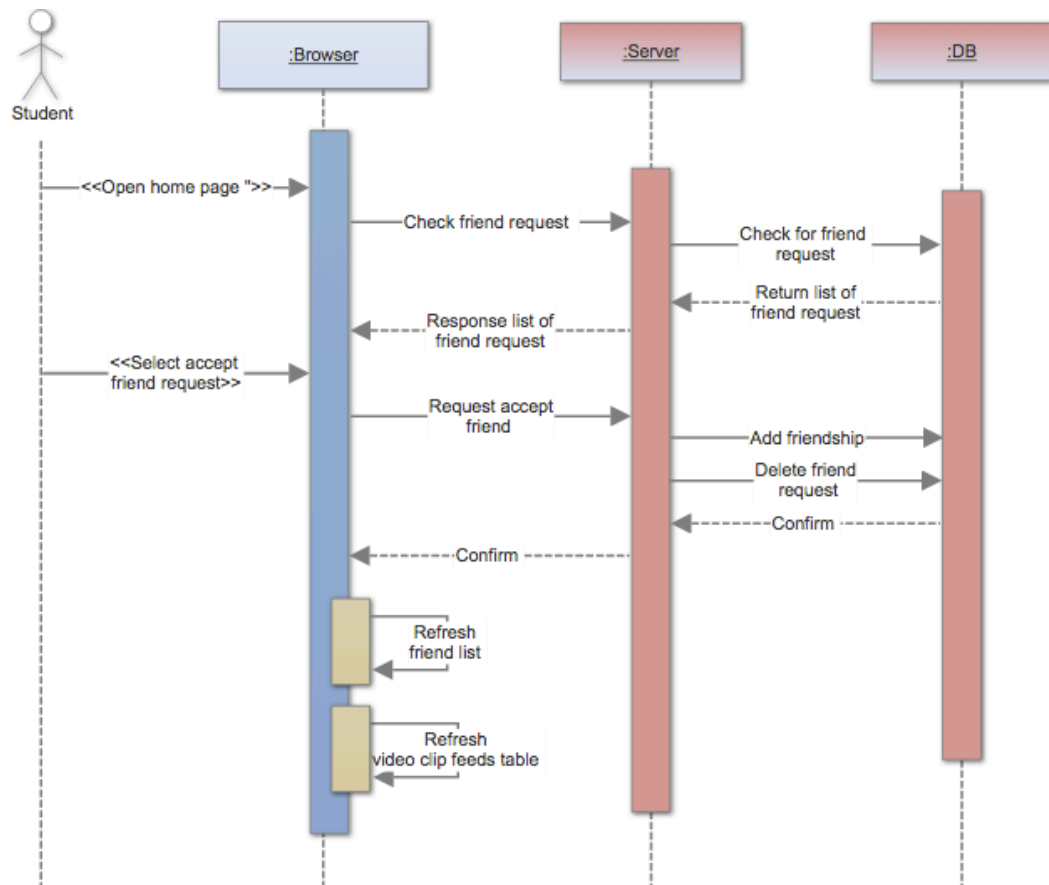 :Browser
:Server
:DB
Student
<<Open home page ">>
Check friend request
Check for friend
request
Return list of
friend request
Response list of
friend request
<<Select accept
friend request>>
Request accept
friend
Add friendship
Delete friend
request
Confirm
Confirm
Refresh
friend list
Refresh
video clip feeds table